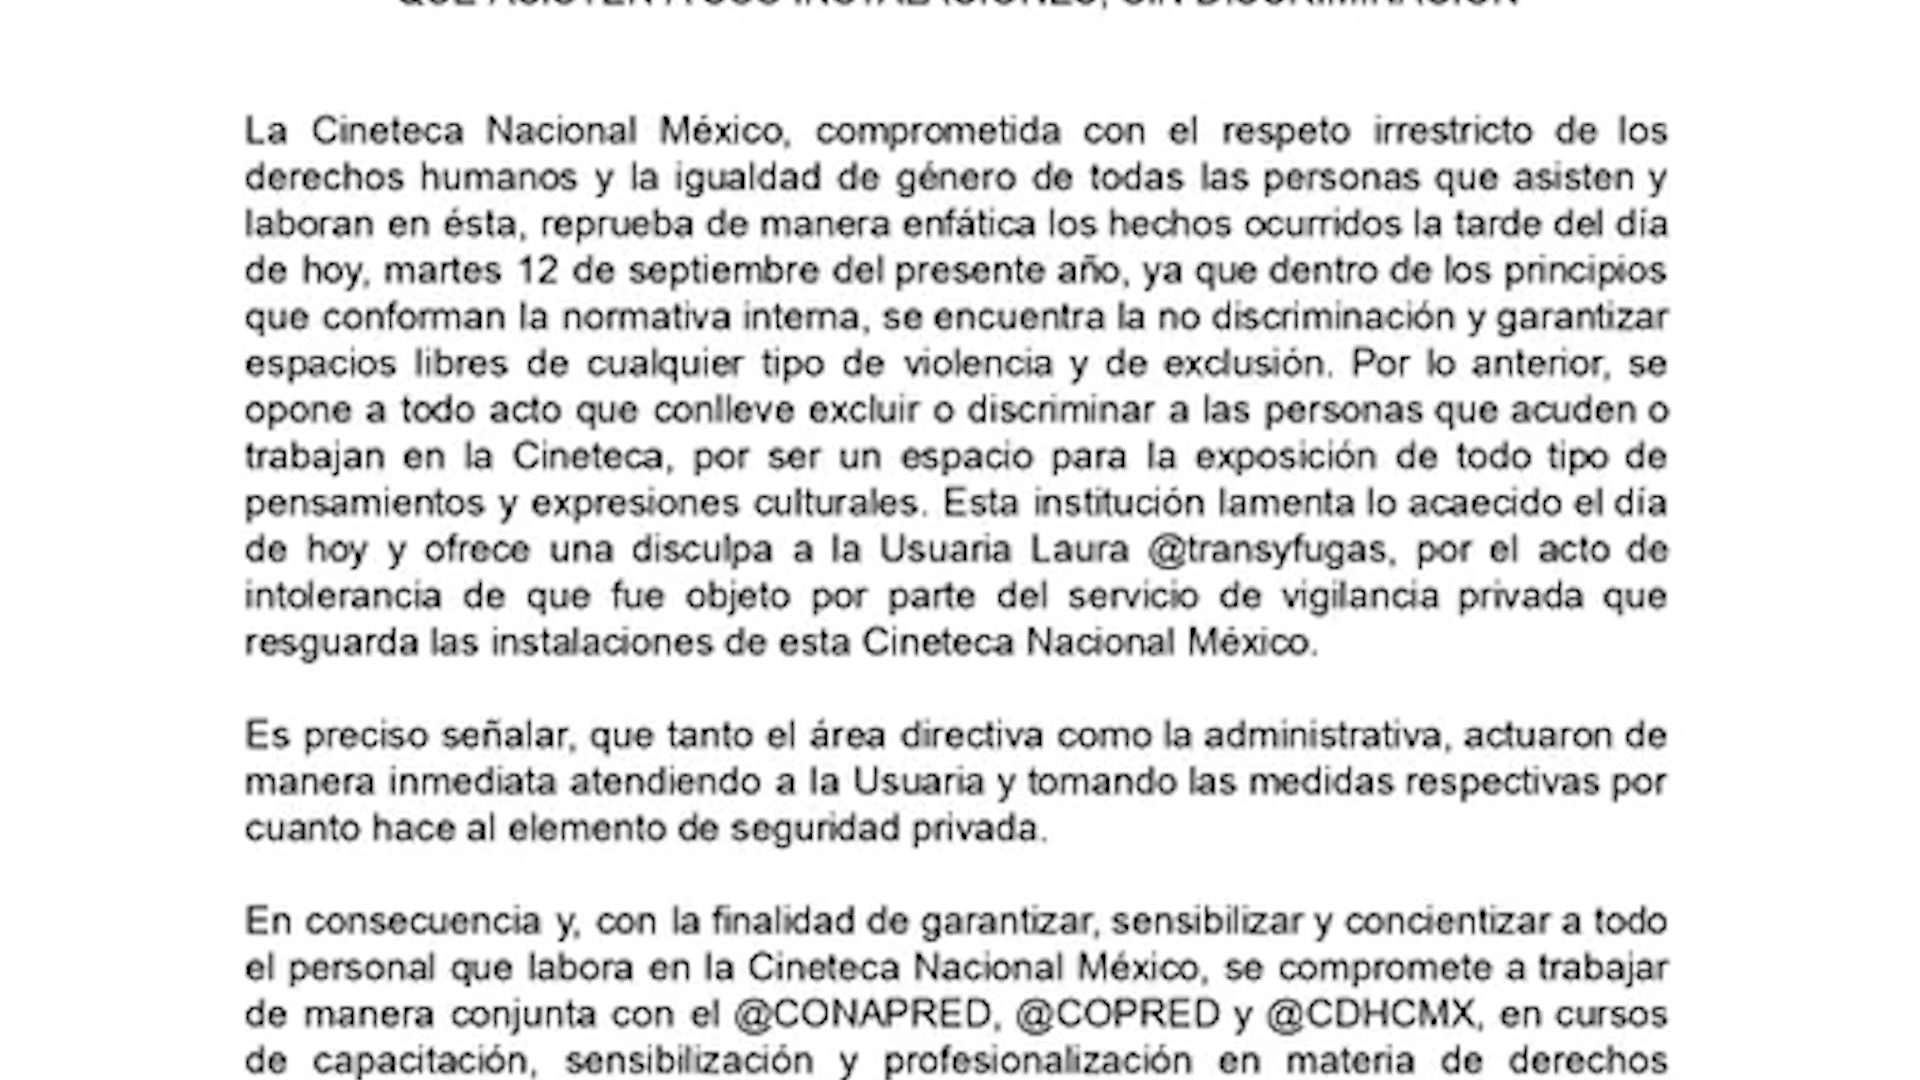 QUE ASISTEN A SUS INSTALACIONES, SIN DISCRIMINACIÓN
La Cineteca Nacional México, comprometida con el respeto irrestricto de los
derechos humanos y la igualdad de género de todas las personas que asisten y
laboran en ésta, reprueba de manera enfática los hechos ocurridos la tarde del día
de hoy, martes 12 de septiembre del presente año, ya que dentro de los principios
que conforman la normativa interna, se encuentra la no discriminación y garantizar
espacios libres de cualquier tipo de violencia y de exclusión. Por lo anterior, se
opone a todo acto que conlleve excluir o discriminar a las personas que acuden o
trabajan en la Cineteca, por ser un espacio para la exposición de todo tipo de
pensamientos y expresiones culturales. Esta institución lamenta lo acaecido el día
de hoy y ofrece una disculpa a la Usuaria Laura @transyfugas, por el acto de
intolerancia de que fue objeto por parte del servicio de vigilancia privada que
resguarda las instalaciones de esta Cineteca Nacional México.
Es preciso señalar, que tanto el área directiva como la administrativa, actuaron de
manera inmediata atendiendo a la Usuaria y tomando las medidas respectivas por
cuanto hace al elemento de seguridad privada.
En consecuencia y, con la finalidad de garantizar, sensibilizar y concientizar a todo
el personal que labora en la Cineteca Nacional México, se compromete a trabajar
de manera conjunta con el @CONAPRED, @COPRED y @CDHCMX, en cursos
de capacitación, sensibilización y profesionalización en materia de derechos